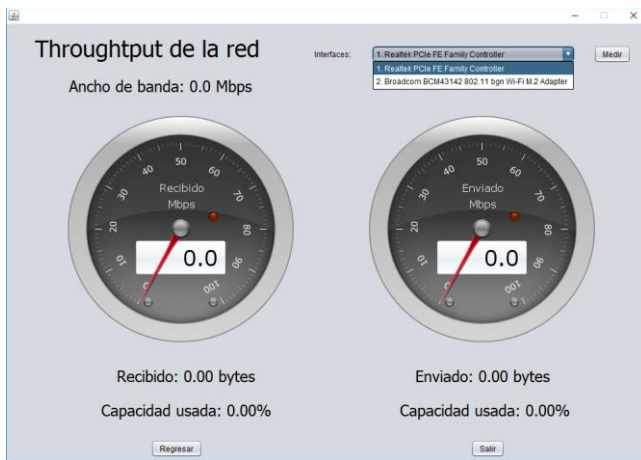 Throughtput de la red
Interfaces:
1. Realtek PCIe FE Family Controller
Medir
1. Realtek PCIe FE Family Controller
2. Broadcom BCM43142 802.11 bgn Wi-Fi M.2 Adapter
Ancho de banda: 0.0 Mbps
0 10 20 30 40 50 60 70 80 90 100
Recibido
Mbps
0.0
0 10 20 30 40 50 60 70 80 90 100
Enviado
Mbps
0.0
Recibido: 0.00 bytes
Enviado: 0.00 bytes
Capacidad usada: 0.00%
Capacidad usada: 0.00%
Regresar
Salir